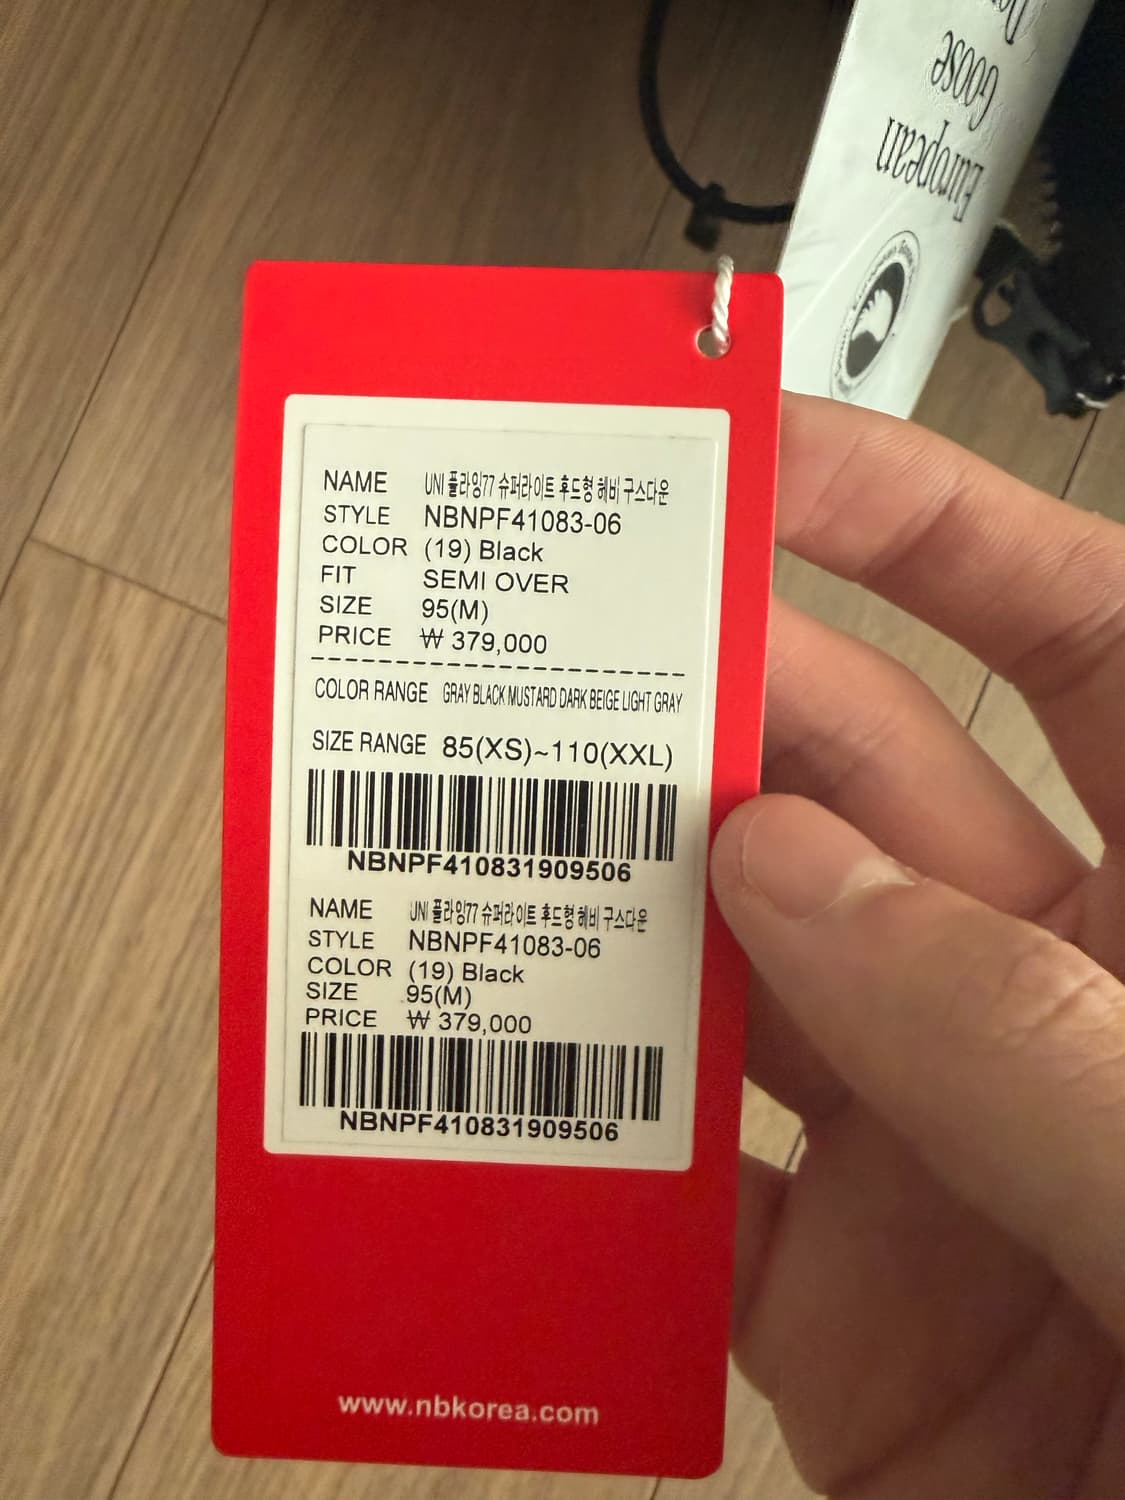 European
Goose
NAME UNI 플라잉77 슈퍼라이트 후드형 헤비 구스다운
STYLE NBNPF41083-06
COLOR (19) Black
FIT SEMI OVER
SIZE 95(M)
PRICE ₩ 379,000
COLOR RANGE GRAY BLACK MUSTARD DARK BEIGE LIGHT GRAY
SIZE RANGE 85(XS)~110(XXL)
NBNPF410831909506
NAME UNI 플라잉77 슈퍼라이트 후드형 헤비 구스다운
STYLE NBNPF41083-06
COLOR (19) Black
SIZE 95(M)
PRICE ₩ 379,000
NBNPF410831909506
www.nbkorea.com